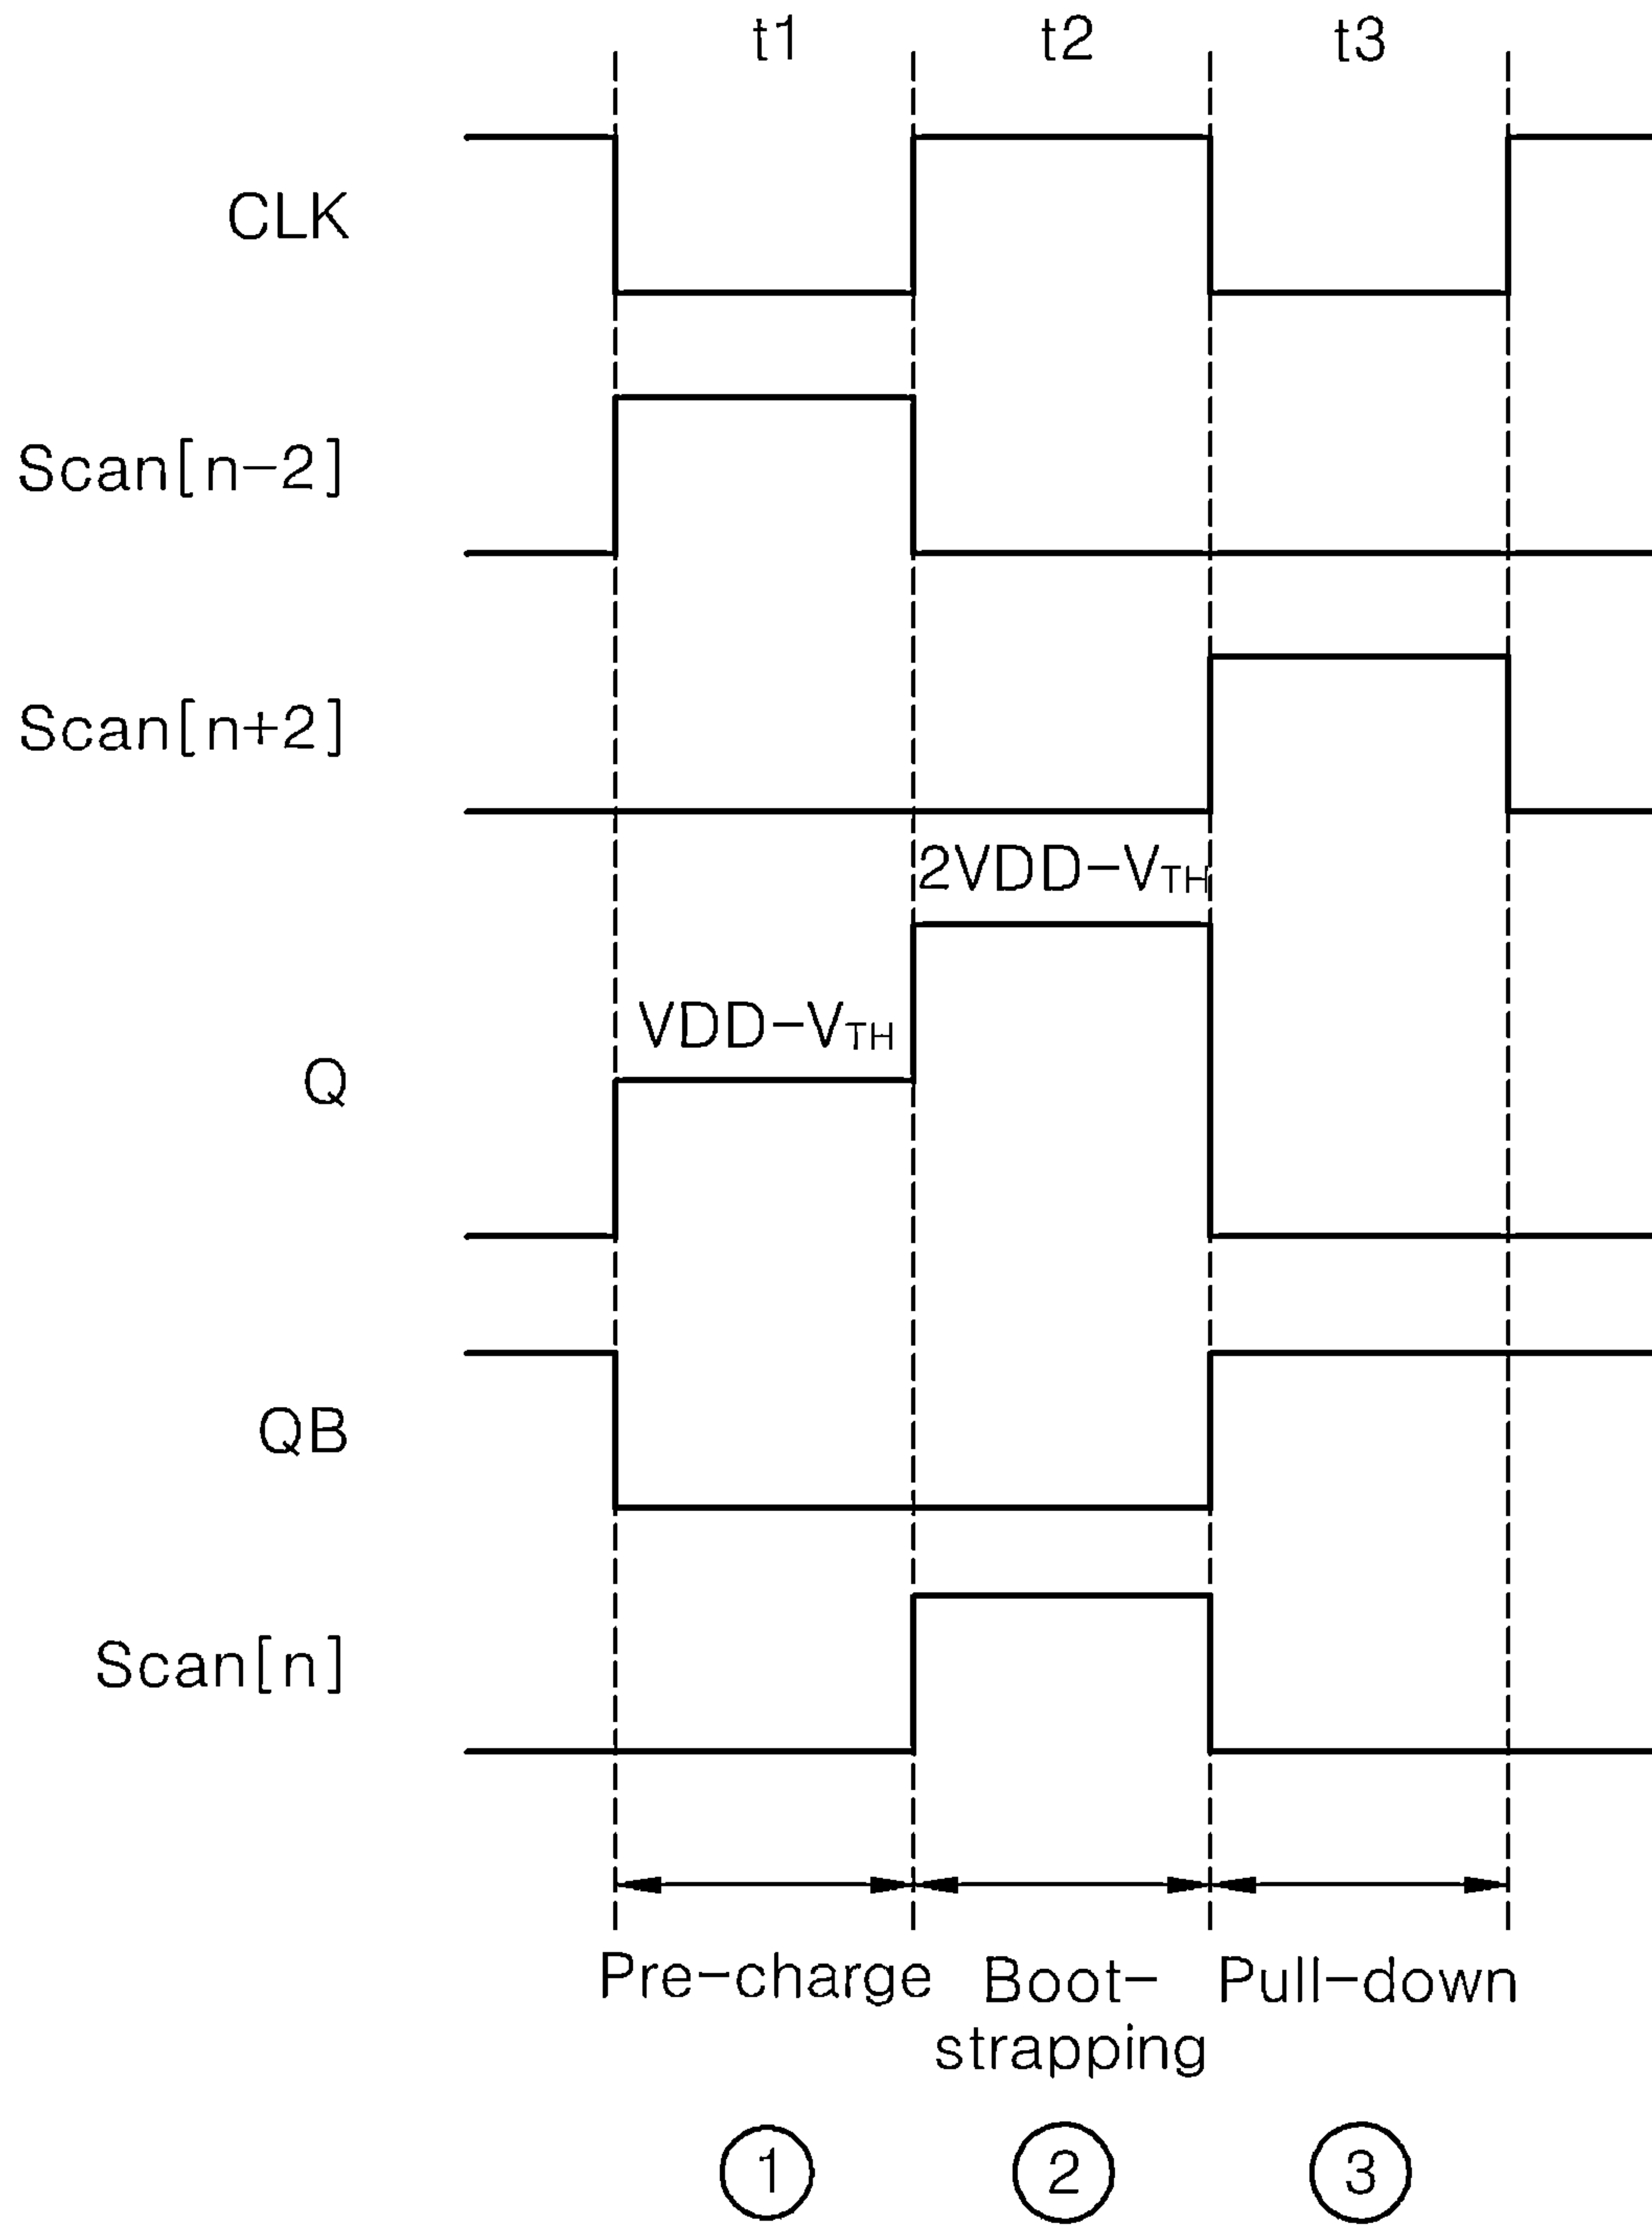 t1 t2 t3
CLK
Scan[n-2]
Scan[n+2]
2VDD-VTH
VDD-VTH
Q
QB
Scan[n]
Pre-charge Boot- Pull-down
strapping
① ② ③